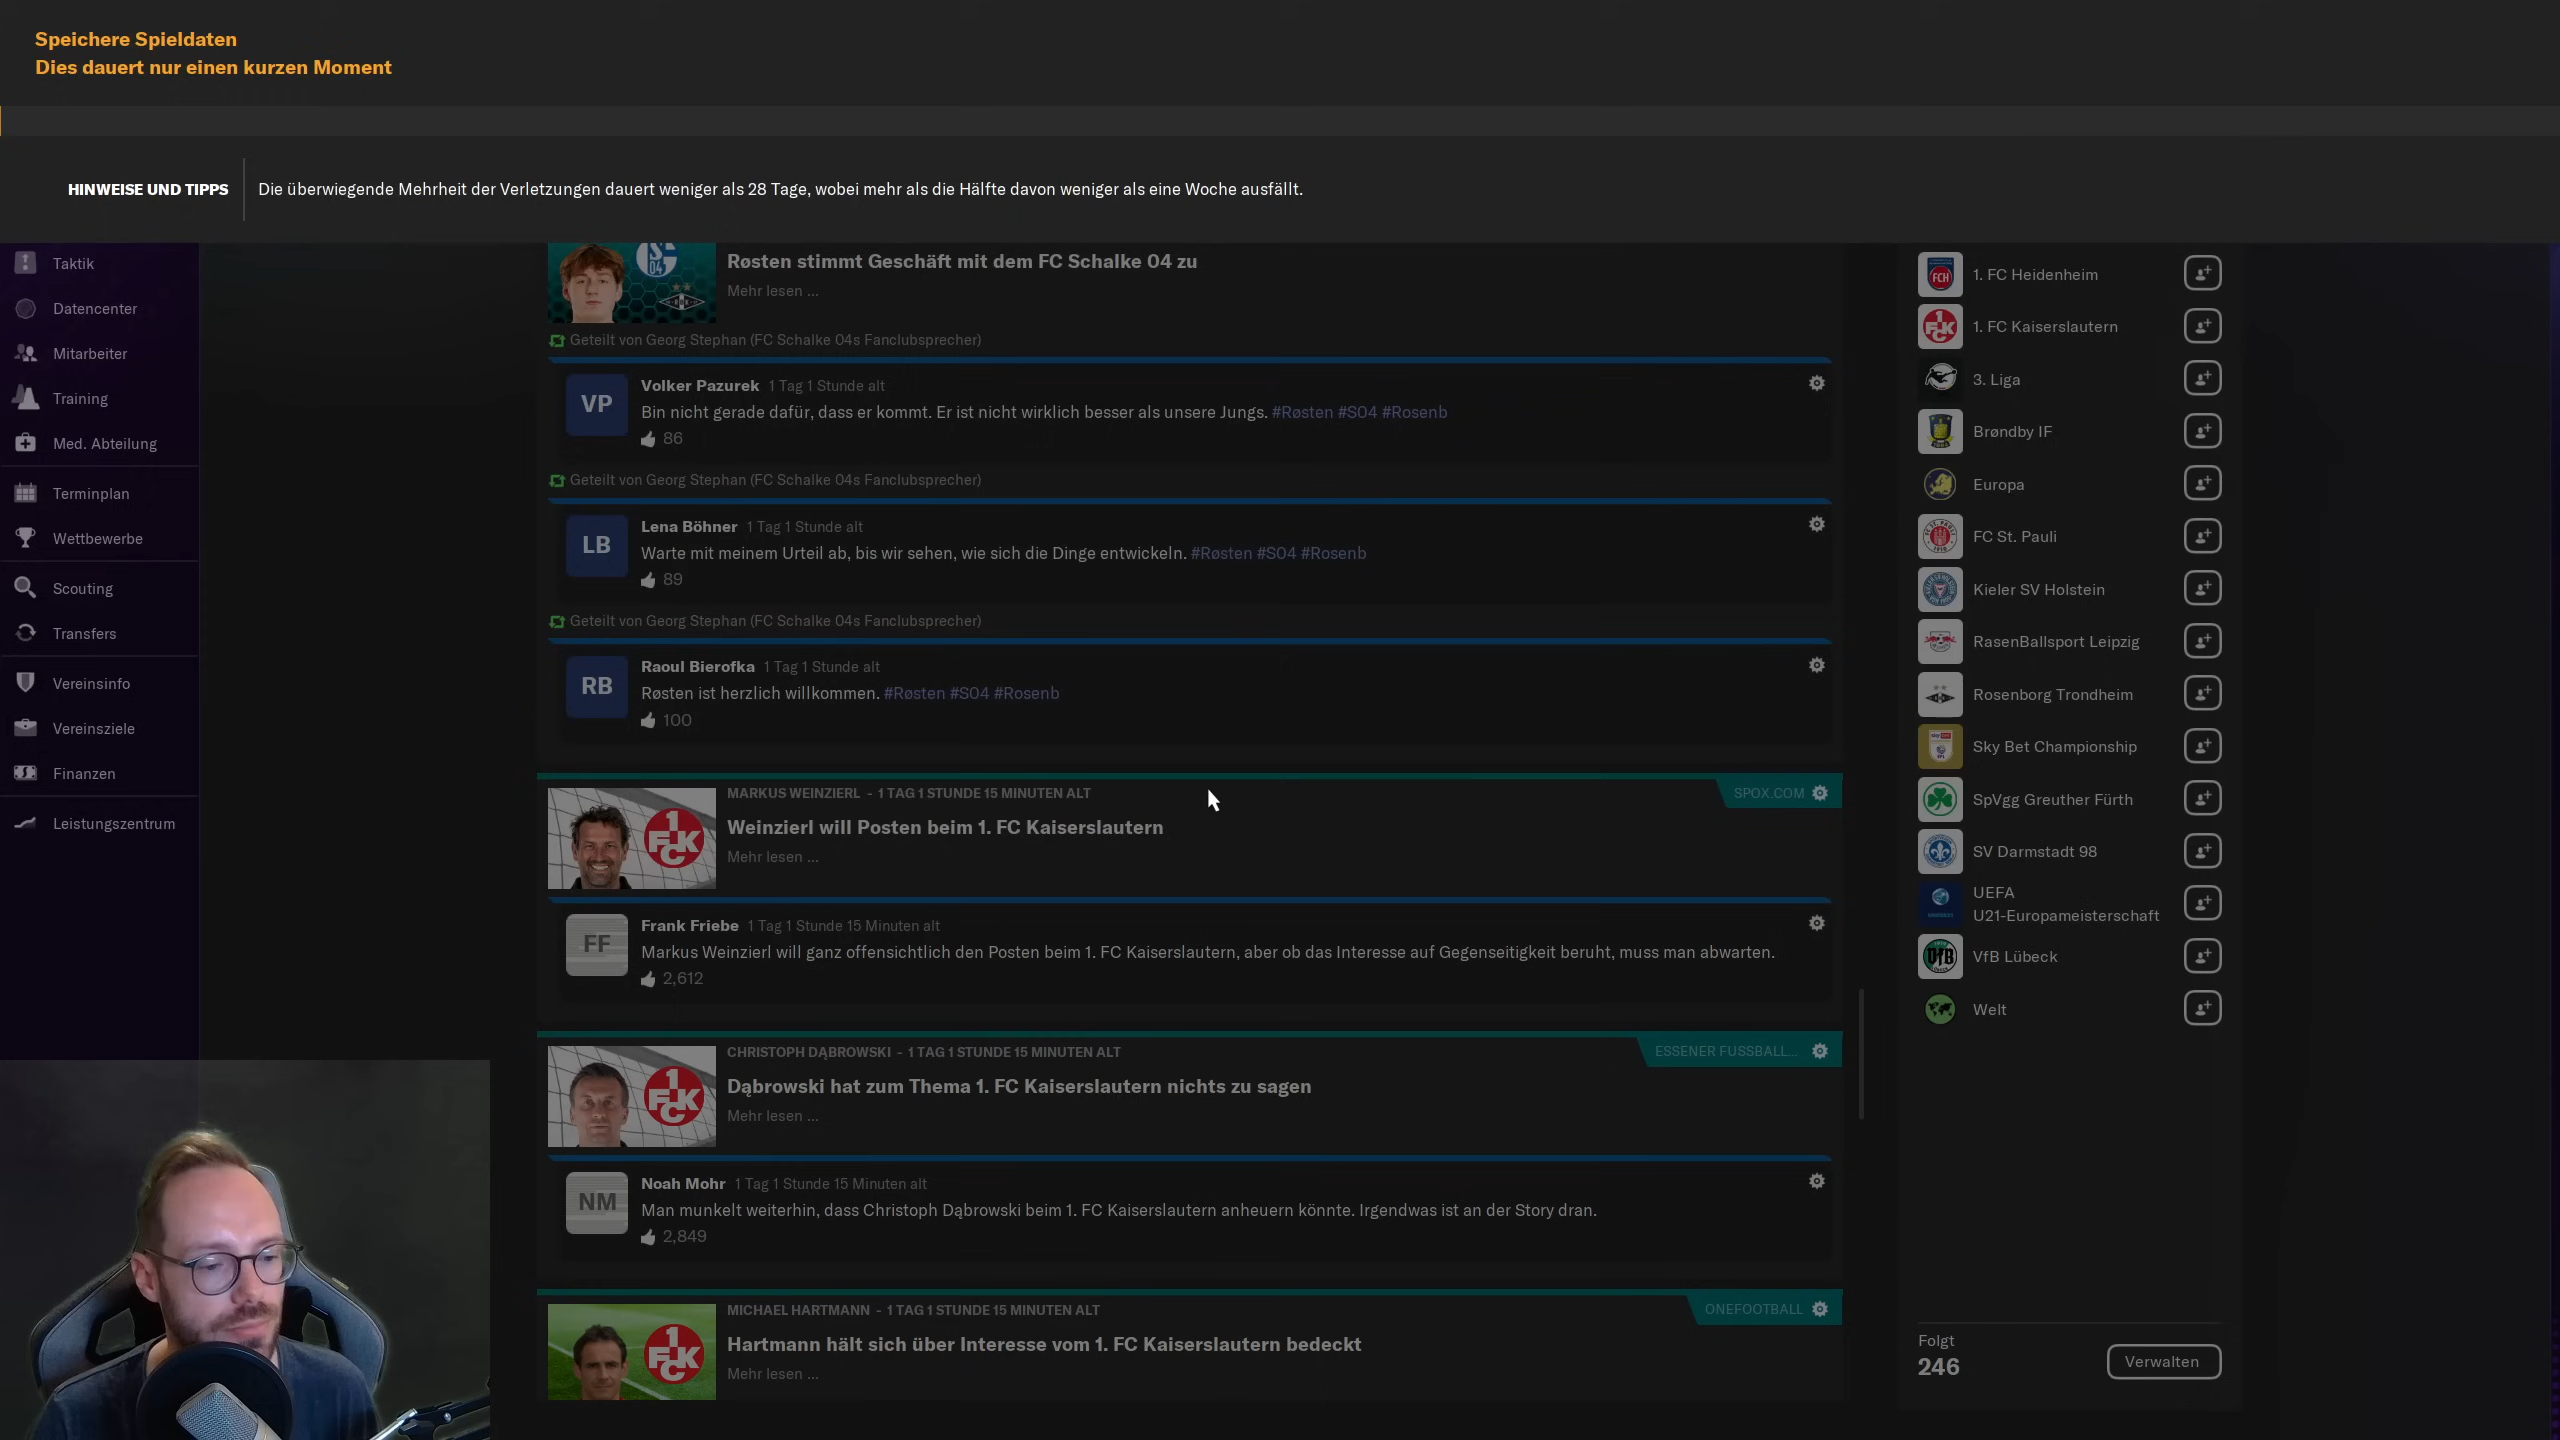 Speichere Spieldaten
Dies dauert nur einen kurzen Moment
HINWEISE UND TIPPS
Die überwiegende Mehrheit der Verletzungen dauert weniger als 28 Tage, wobei mehr als die Hälfte davon weniger als eine Woche ausfällt.
Taktik
Datencenter
Mitarbeiter
Training
Med. Abteilung
Terminplan
Wettbewerbe
Scouting
Transfers
Vereinsinfo
Vereinsziele
Finanzen
Leistungszentrum
Røsten stimmt Geschäft mit dem FC Schalke 04 zu
Mehr lesen ...
Geteilt von Georg Stephan (FC Schalke 04s Fanclubsprecher)
VP
Volker Pazurek 1 Tag 1 Stunde alt
Bin nicht gerade dafür, dass er kommt. Er ist nicht wirklich besser als unsere Jungs. #Røsten #S04 #Rosenb
86
Geteilt von Georg Stephan (FC Schalke 04s Fanclubsprecher)
LB
Lena Böhner 1 Tag 1 Stunde alt
Warte mit meinem Urteil ab, bis wir sehen, wie sich die Dinge entwickeln. #Røsten #S04 #Rosenb
89
Geteilt von Georg Stephan (FC Schalke 04s Fanclubsprecher)
RB
Raoul Bierofka 1 Tag 1 Stunde alt
Røsten ist herzlich willkommen. #Røsten #S04 #Rosenb
100
MARKUS WEINZIERL - 1 TAG 1 STUNDE 15 MINUTEN ALT
SPOX.COM
Weinzierl will Posten beim 1. FC Kaiserslautern
Mehr lesen ...
FF
Frank Friebe 1 Tag 1 Stunde 15 Minuten alt
Markus Weinzierl will ganz offensichtlich den Posten beim 1. FC Kaiserslautern, aber ob das Interesse auf Gegenseitigkeit beruht, muss man abwarten.
2,612
CHRISTOPH DĄBROWSKI - 1 TAG 1 STUNDE 15 MINUTEN ALT
ESSENER FUSSBALL...
Dąbrowski hat zum Thema 1. FC Kaiserslautern nichts zu sagen
Mehr lesen ...
NM
Noah Mohr 1 Tag 1 Stunde 15 Minuten alt
Man munkelt weiterhin, dass Christoph Dąbrowski beim 1. FC Kaiserslautern anheuern könnte. Irgendwas ist an der Story dran.
2,849
MICHAEL HARTMANN - 1 TAG 1 STUNDE 15 MINUTEN ALT
ONEFOOTBALL
Hartmann hält sich über Interesse vom 1. FC Kaiserslautern bedeckt
Mehr lesen ...
1. FC Heidenheim
1. FC Kaiserslautern
3. Liga
Brøndby IF
Europa
FC St. Pauli
Kieler SV Holstein
RasenBallsport Leipzig
Rosenborg Trondheim
Sky Bet Championship
SpVgg Greuther Fürth
SV Darmstadt 98
UEFA
U21-Europameisterschaft
VfB Lübeck
Welt
Folgt
246
Verwalten